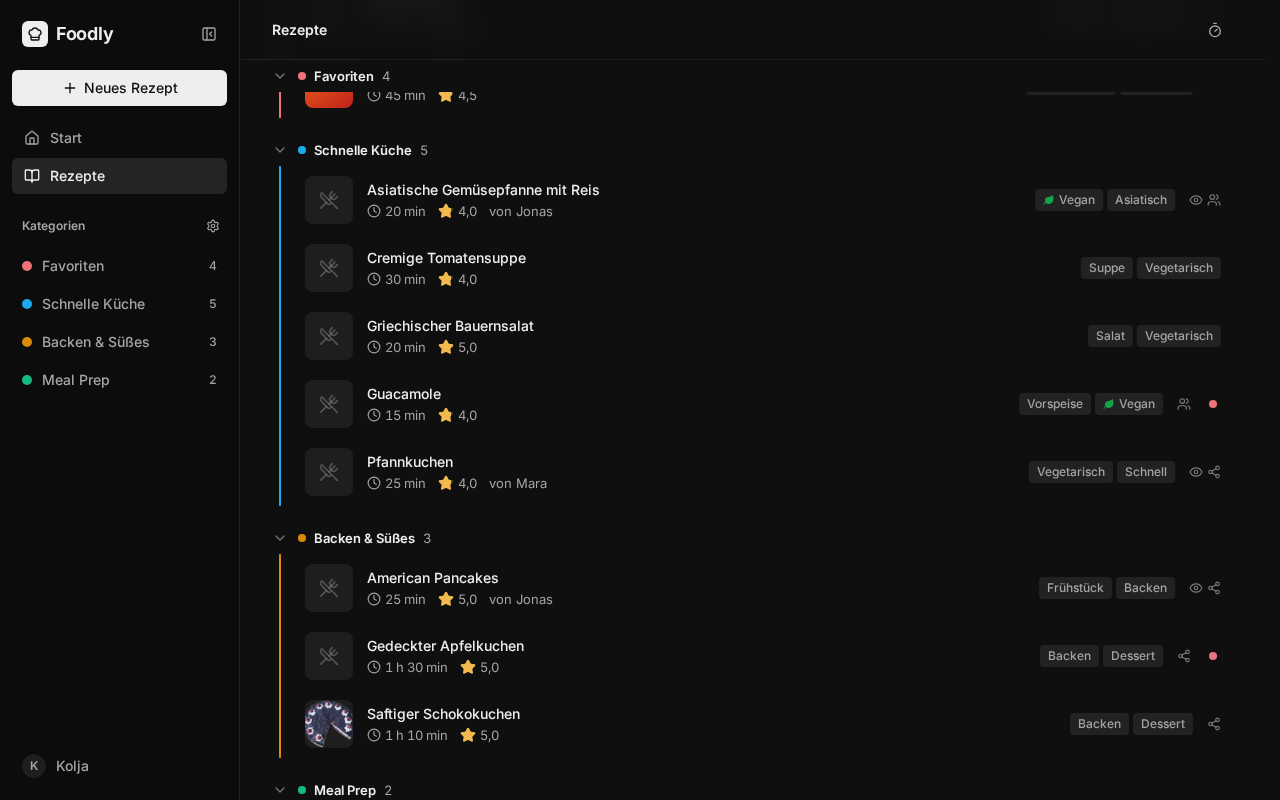 Foodly
Neues Rezept
Start
Rezepte
Kategorien
Favoriten 4
Schnelle Küche 5
Backen & Süßes 3
Meal Prep 2
K Kolja
Rezepte
Favoriten 4
45 min 4,5
Schnelle Küche 5
Asiatische Gemüsepfanne mit Reis
20 min 4,0 von Jonas
Vegan Asiatisch
Cremige Tomatensuppe
30 min 4,0
Suppe Vegetarisch
Griechischer Bauernsalat
20 min 5,0
Salat Vegetarisch
Guacamole
15 min 4,0
Vorspeise Vegan
Pfannkuchen
25 min 4,0 von Mara
Vegetarisch Schnell
Backen & Süßes 3
American Pancakes
25 min 5,0 von Jonas
Frühstück Backen
Gedeckter Apfelkuchen
1 h 30 min 5,0
Backen Dessert
Saftiger Schokokuchen
1 h 10 min 5,0
Backen Dessert
Meal Prep 2